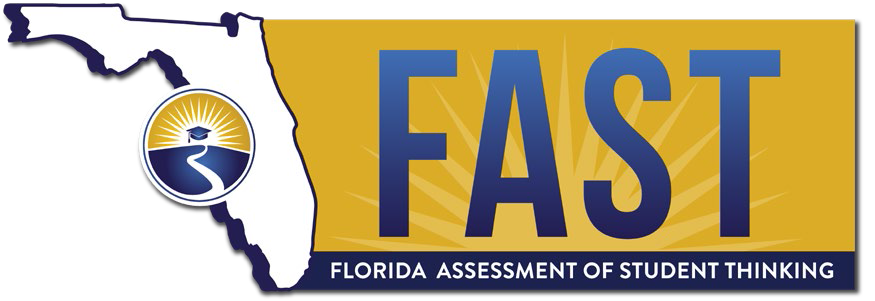 FAST
FLORIDA ASSESSMENT OF STUDENT THINKING